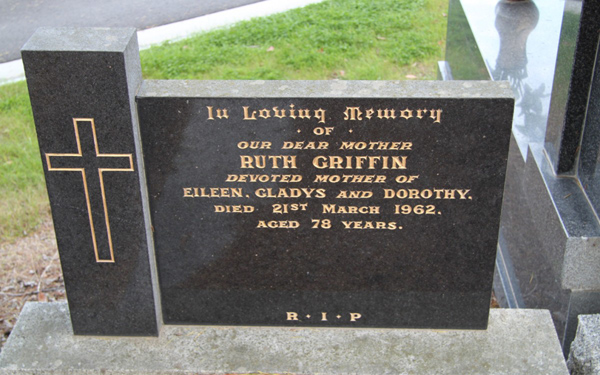 In Loving Memory
· OF ·
OUR DEAR MOTHER
RUTH GRIFFIN
DEVOTED MOTHER OF
EILEEN, GLADYS AND DOROTHY.
DIED 21ST MARCH 1962.
AGED 78 YEARS.
R · I · P